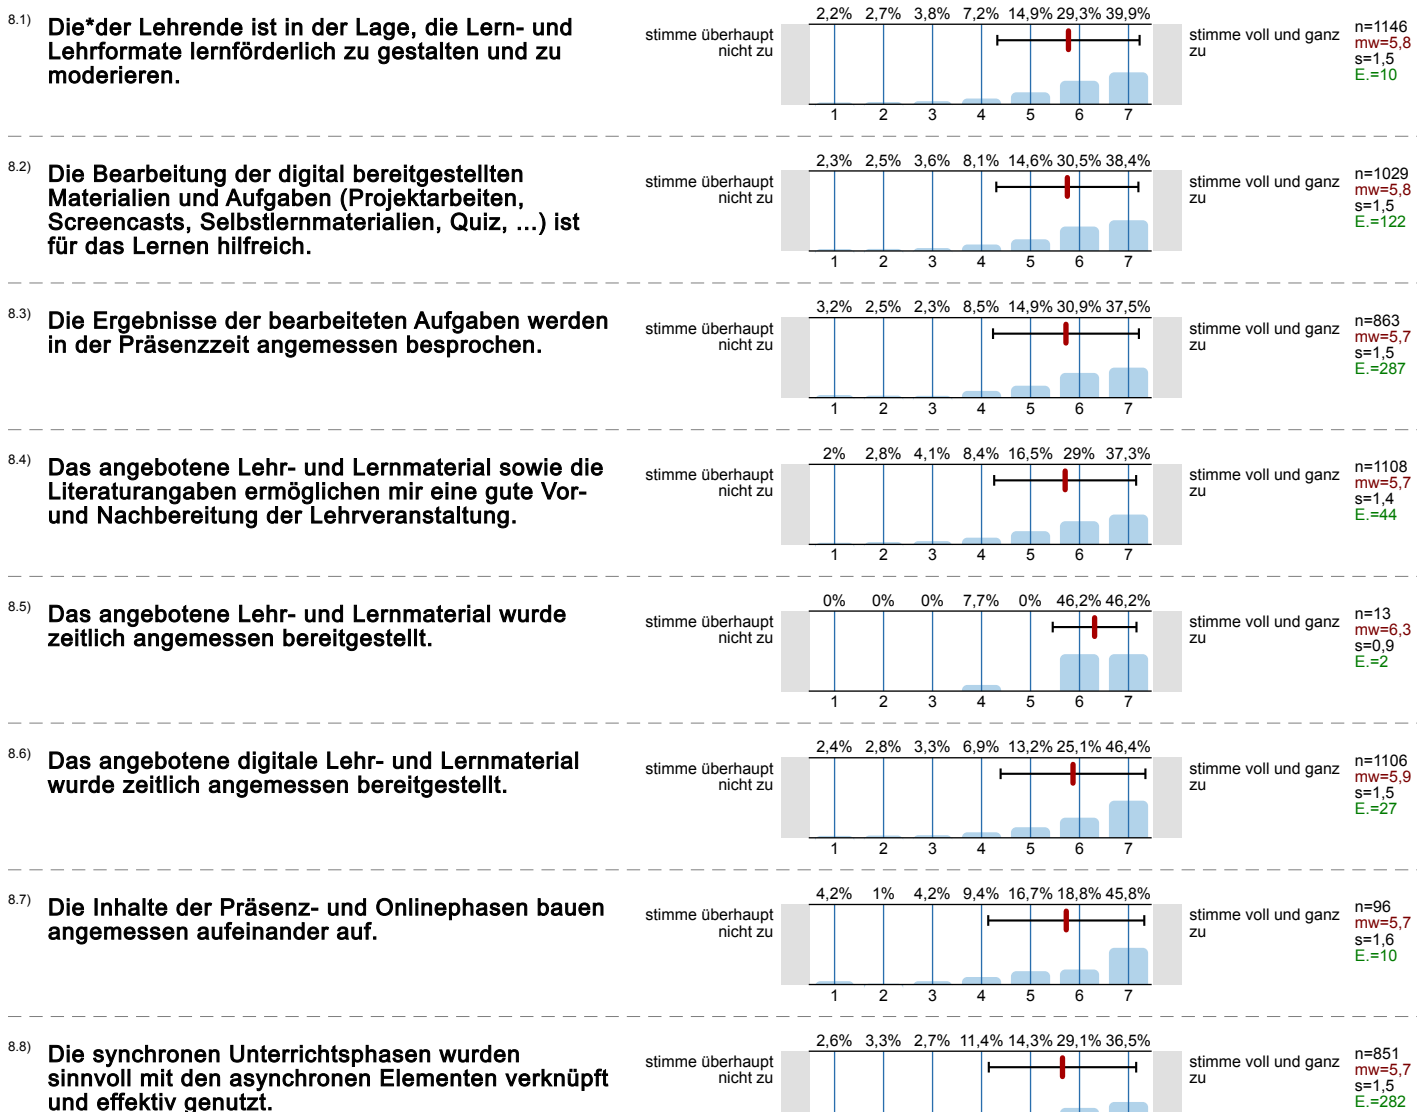 8.1) Die*der Lehrende ist in der Lage, die Lern- und
Lehrformate lernförderlich zu gestalten und zu
moderieren.
stimme überhaupt
nicht zu
2,2% 2,7% 3,8% 7,2% 14,9% 29,3% 39,9%
1 2 3 4 5 6 7
stimme voll und ganz
zu
n=1146
mw=5,8
s=1,5
E.=10
8.2) Die Bearbeitung der digital bereitgestellten
Materialien und Aufgaben (Projektarbeiten,
Screencasts, Selbstlernmaterialien, Quiz, ...) ist
für das Lernen hilfreich.
stimme überhaupt
nicht zu
2,3% 2,5% 3,6% 8,1% 14,6% 30,5% 38,4%
1 2 3 4 5 6 7
stimme voll und ganz
zu
n=1029
mw=5,8
s=1,5
E.=122
8.3) Die Ergebnisse der bearbeiteten Aufgaben werden
in der Präsenzzeit angemessen besprochen.
stimme überhaupt
nicht zu
3,2% 2,5% 2,3% 8,5% 14,9% 30,9% 37,5%
1 2 3 4 5 6 7
stimme voll und ganz
zu
n=863
mw=5,7
s=1,5
E.=287
8.4) Das angebotene Lehr- und Lernmaterial sowie die
Literaturangaben ermöglichen mir eine gute Vor-
und Nachbereitung der Lehrveranstaltung.
stimme überhaupt
nicht zu
2% 2,8% 4,1% 8,4% 16,5% 29% 37,3%
1 2 3 4 5 6 7
stimme voll und ganz
zu
n=1108
mw=5,7
s=1,4
E.=44
8.5) Das angebotene Lehr- und Lernmaterial wurde
zeitlich angemessen bereitgestellt.
stimme überhaupt
nicht zu
0% 0% 0% 7,7% 0% 46,2% 46,2%
1 2 3 4 5 6 7
stimme voll und ganz
zu
n=13
mw=6,3
s=0,9
E.=2
8.6) Das angebotene digitale Lehr- und Lernmaterial
wurde zeitlich angemessen bereitgestellt.
stimme überhaupt
nicht zu
2,4% 2,8% 3,3% 6,9% 13,2% 25,1% 46,4%
1 2 3 4 5 6 7
stimme voll und ganz
zu
n=1106
mw=5,9
s=1,5
E.=27
8.7) Die Inhalte der Präsenz- und Onlinephasen bauen
angemessen aufeinander auf.
stimme überhaupt
nicht zu
4,2% 1% 4,2% 9,4% 16,7% 18,8% 45,8%
1 2 3 4 5 6 7
stimme voll und ganz
zu
n=96
mw=5,7
s=1,6
E.=10
8.8) Die synchronen Unterrichtsphasen wurden
sinnvoll mit den asynchronen Elementen verknüpft
und effektiv genutzt.
stimme überhaupt
nicht zu
2,6% 3,3% 2,7% 11,4% 14,3% 29,1% 36,5%
stimme voll und ganz
zu
n=851
mw=5,7
s=1,5
E.=282